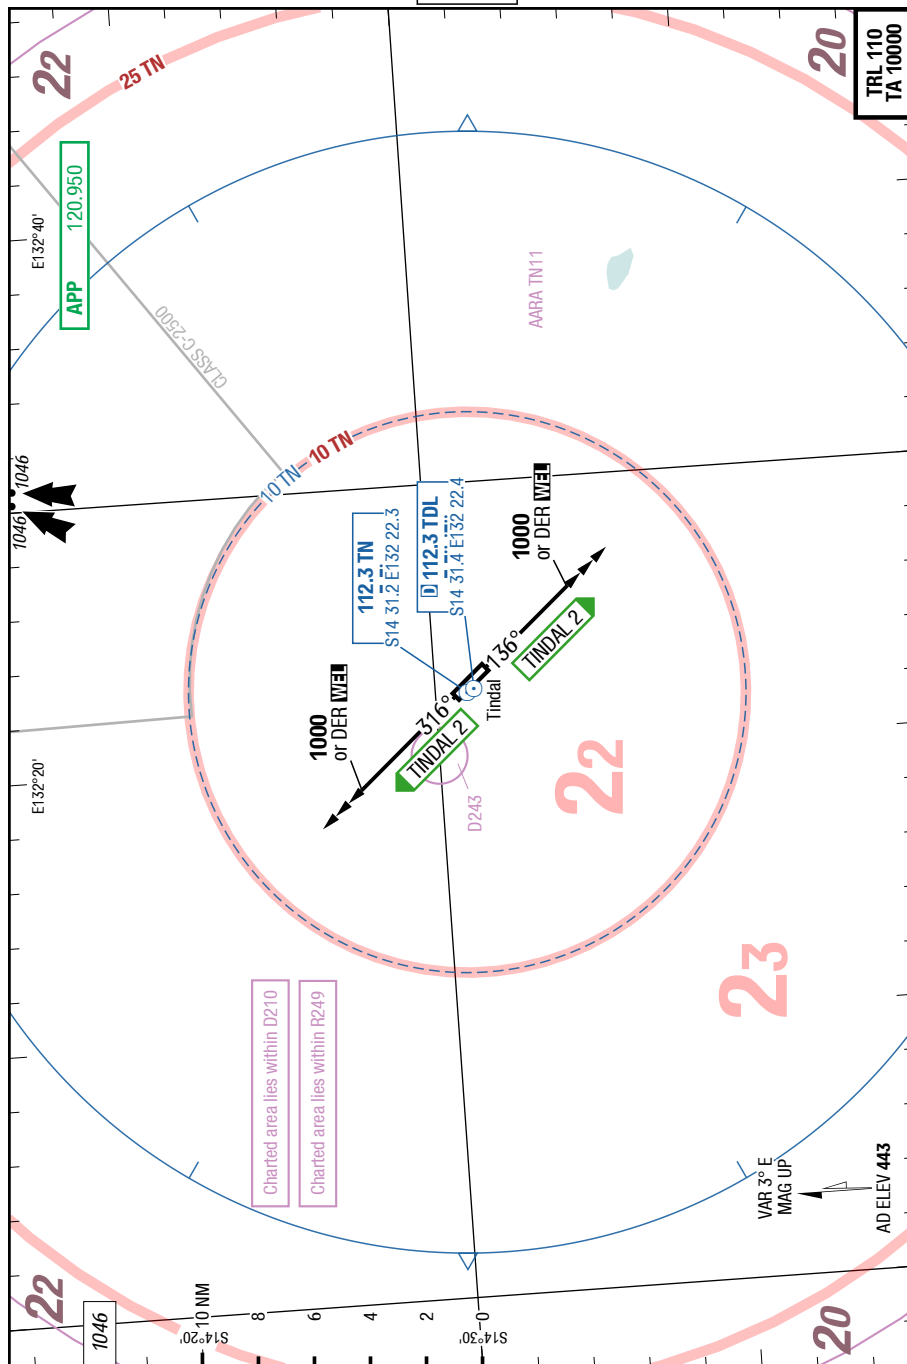 22
20
25 TN
TRL 110
TA 10000
E132°40'
APP 120.950
CLASS C-2500
AARA TN11
1046
1046
10 TN
10 TN
112.3 TN
S14 31.2 E132 22.3
D 112.3 TDL
S14 31.4 E132 22.4
1000
or DER WEL
136°
TINDAL 2
Tindal
1000
or DER WEL
316°
TINDAL 2
D243
E132°20'
22
23
Charted area lies within D210
Charted area lies within R249
VAR 3° E
MAG UP
AD ELEV 443
22
1046
10 NM
8
6
4
2
0
S14°20'
S14°30'
20